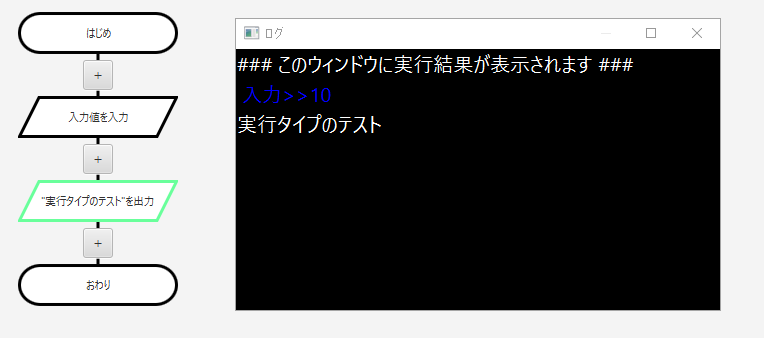 はじめ
+
入力値を入力
+
"実行タイプのテスト"を出力
+
おわり
ログ
### このウィンドウに実行結果が表示されます ###
入力>>10
実行タイプのテスト